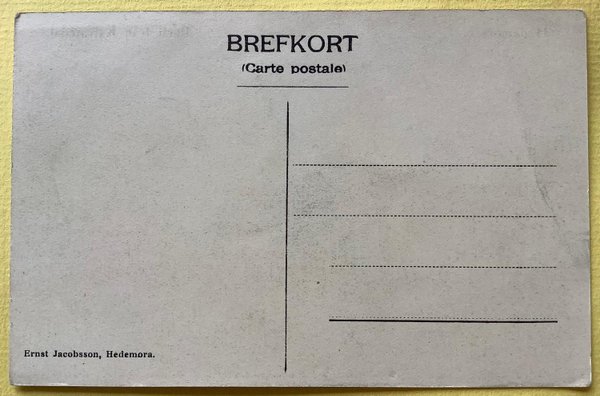 BREFKORT
(Carte postale)
Ernst Jacobsson, Hedemora.